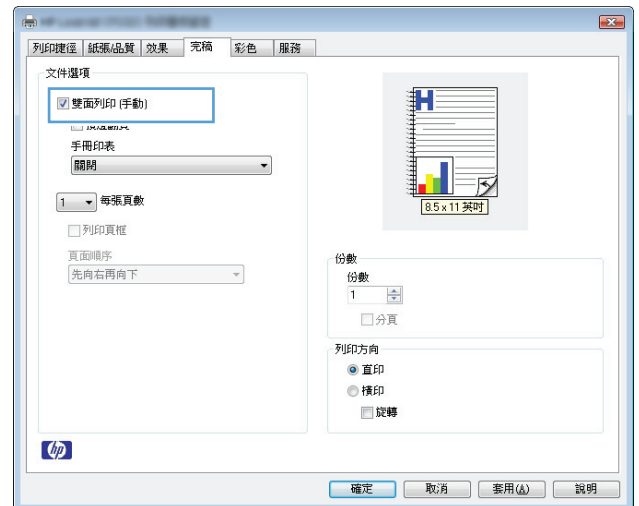 列印捷徑 紙張/品質 效果 完稿 彩色 服務
文件選項
雙面列印 (手動)
手冊印表
關閉
1 每張頁數
列印頁框
頁面順序
先向右再向下
H
8.5 x 11 英吋
份數
份數
1
分頁
列印方向
直印
橫印
旋轉
hp
確定 取消 套用(A) 說明